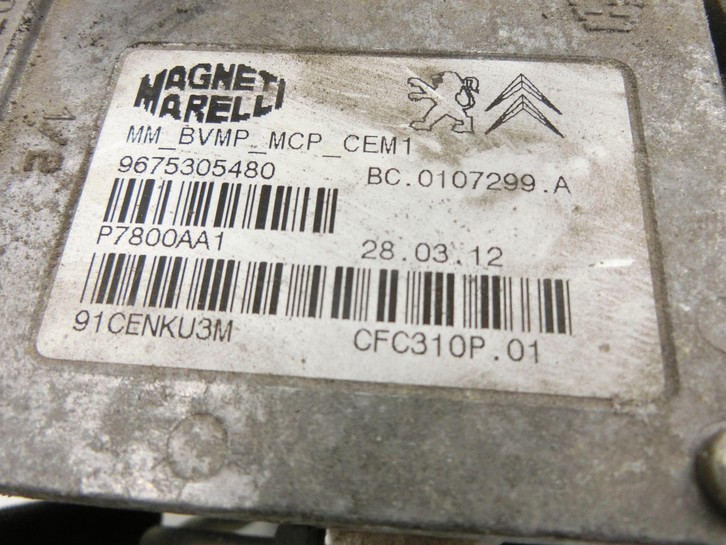 MAGNETI
MARELLI
MM_BVMP_MCP_CEM1
9675305480 BC.0107299.A
P7800AA1 28.03.12
91CENKU3M CFC310P.01